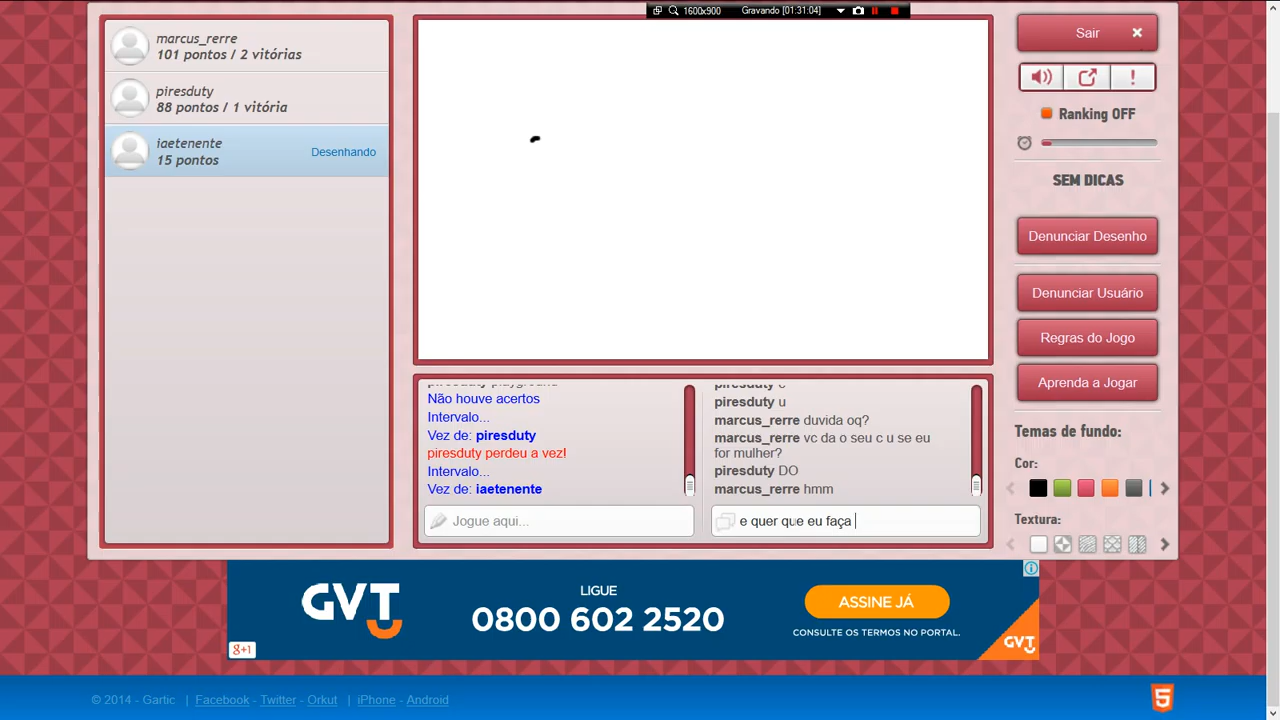 1600x900 Gravando [01:31:04]
marcus_rerre
101 pontos / 2 vitórias
piresduty
88 pontos / 1 vitória
iaetenente
15 pontos
Desenhando
Sair
Ranking OFF
SEM DICAS
Denunciar Desenho
Denunciar Usuário
Regras do Jogo
Aprenda a Jogar
Temas de fundo:
Cor:
Textura:
piresduty playground
Não houve acertos
Intervalo...
Vez de: piresduty
piresduty perdeu a vez!
Intervalo...
Vez de: iaetenente
Jogue aqui...
piresduty c
piresduty u
marcus_rerre duvida oq?
marcus_rerre vc da o seu c u se eu
for mulher?
piresduty DO
marcus_rerre hmm
e quer que eu faça
GVT
LIGUE
0800 602 2520
ASSINE JÁ
CONSULTE OS TERMOS NO PORTAL.
GVT
g+1
© 2014 - Gartic | Facebook - Twitter - Orkut | iPhone - Android
5